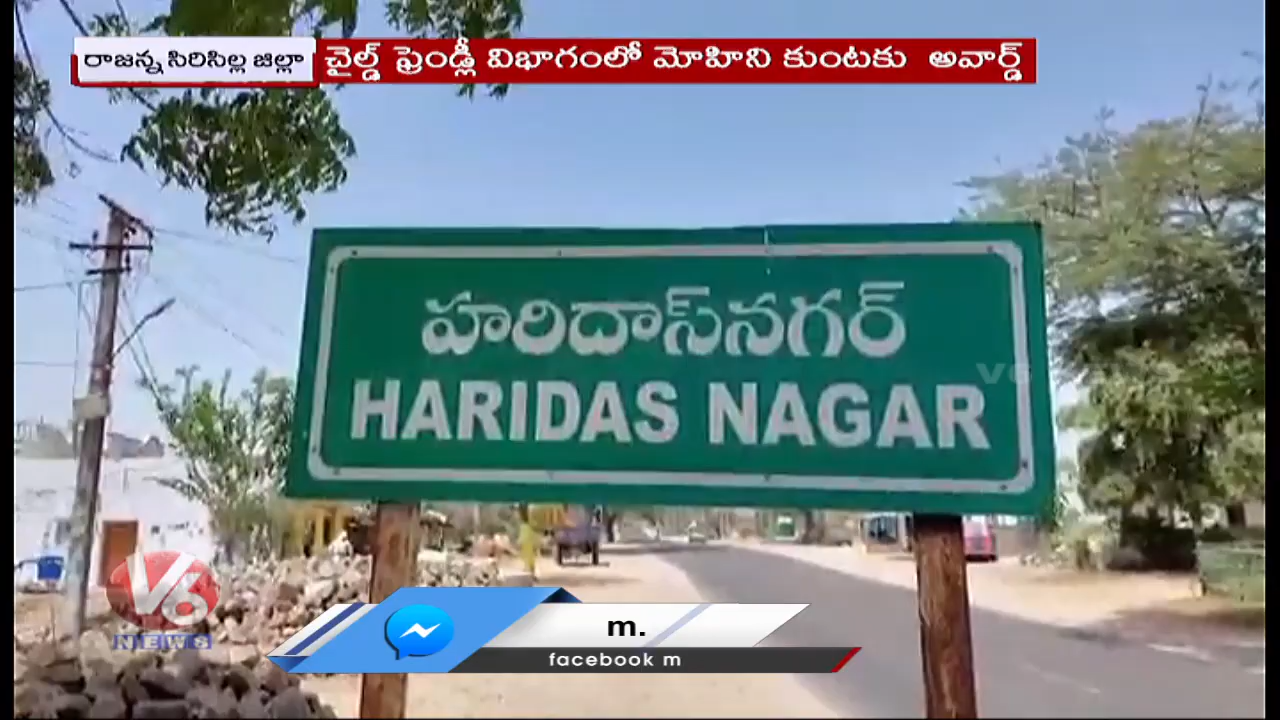 రాజన్న సిరిసిల్ల జిల్లా చైల్డ్ ఫ్రెండ్లీ విభాగంలో మోహిని కుంటకు అవార్డ్
హరిదాస్‌నగర్
HARIDAS NAGAR
V6
NEWS
m.
facebook m